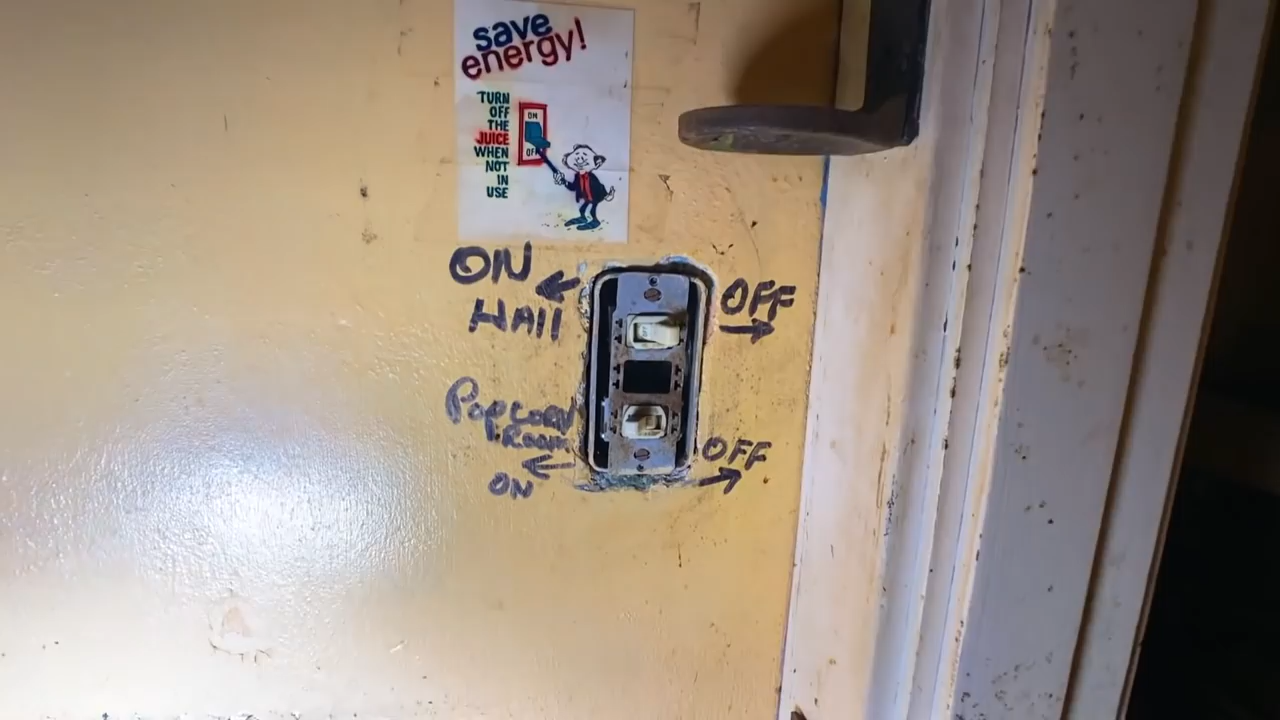 save
energy!
TURN
OFF
THE
JUICE
WHEN
NOT
IN
USE
ON
OFF
ON
HAll
OFF
POPCORN
ROOM
ON
OFF